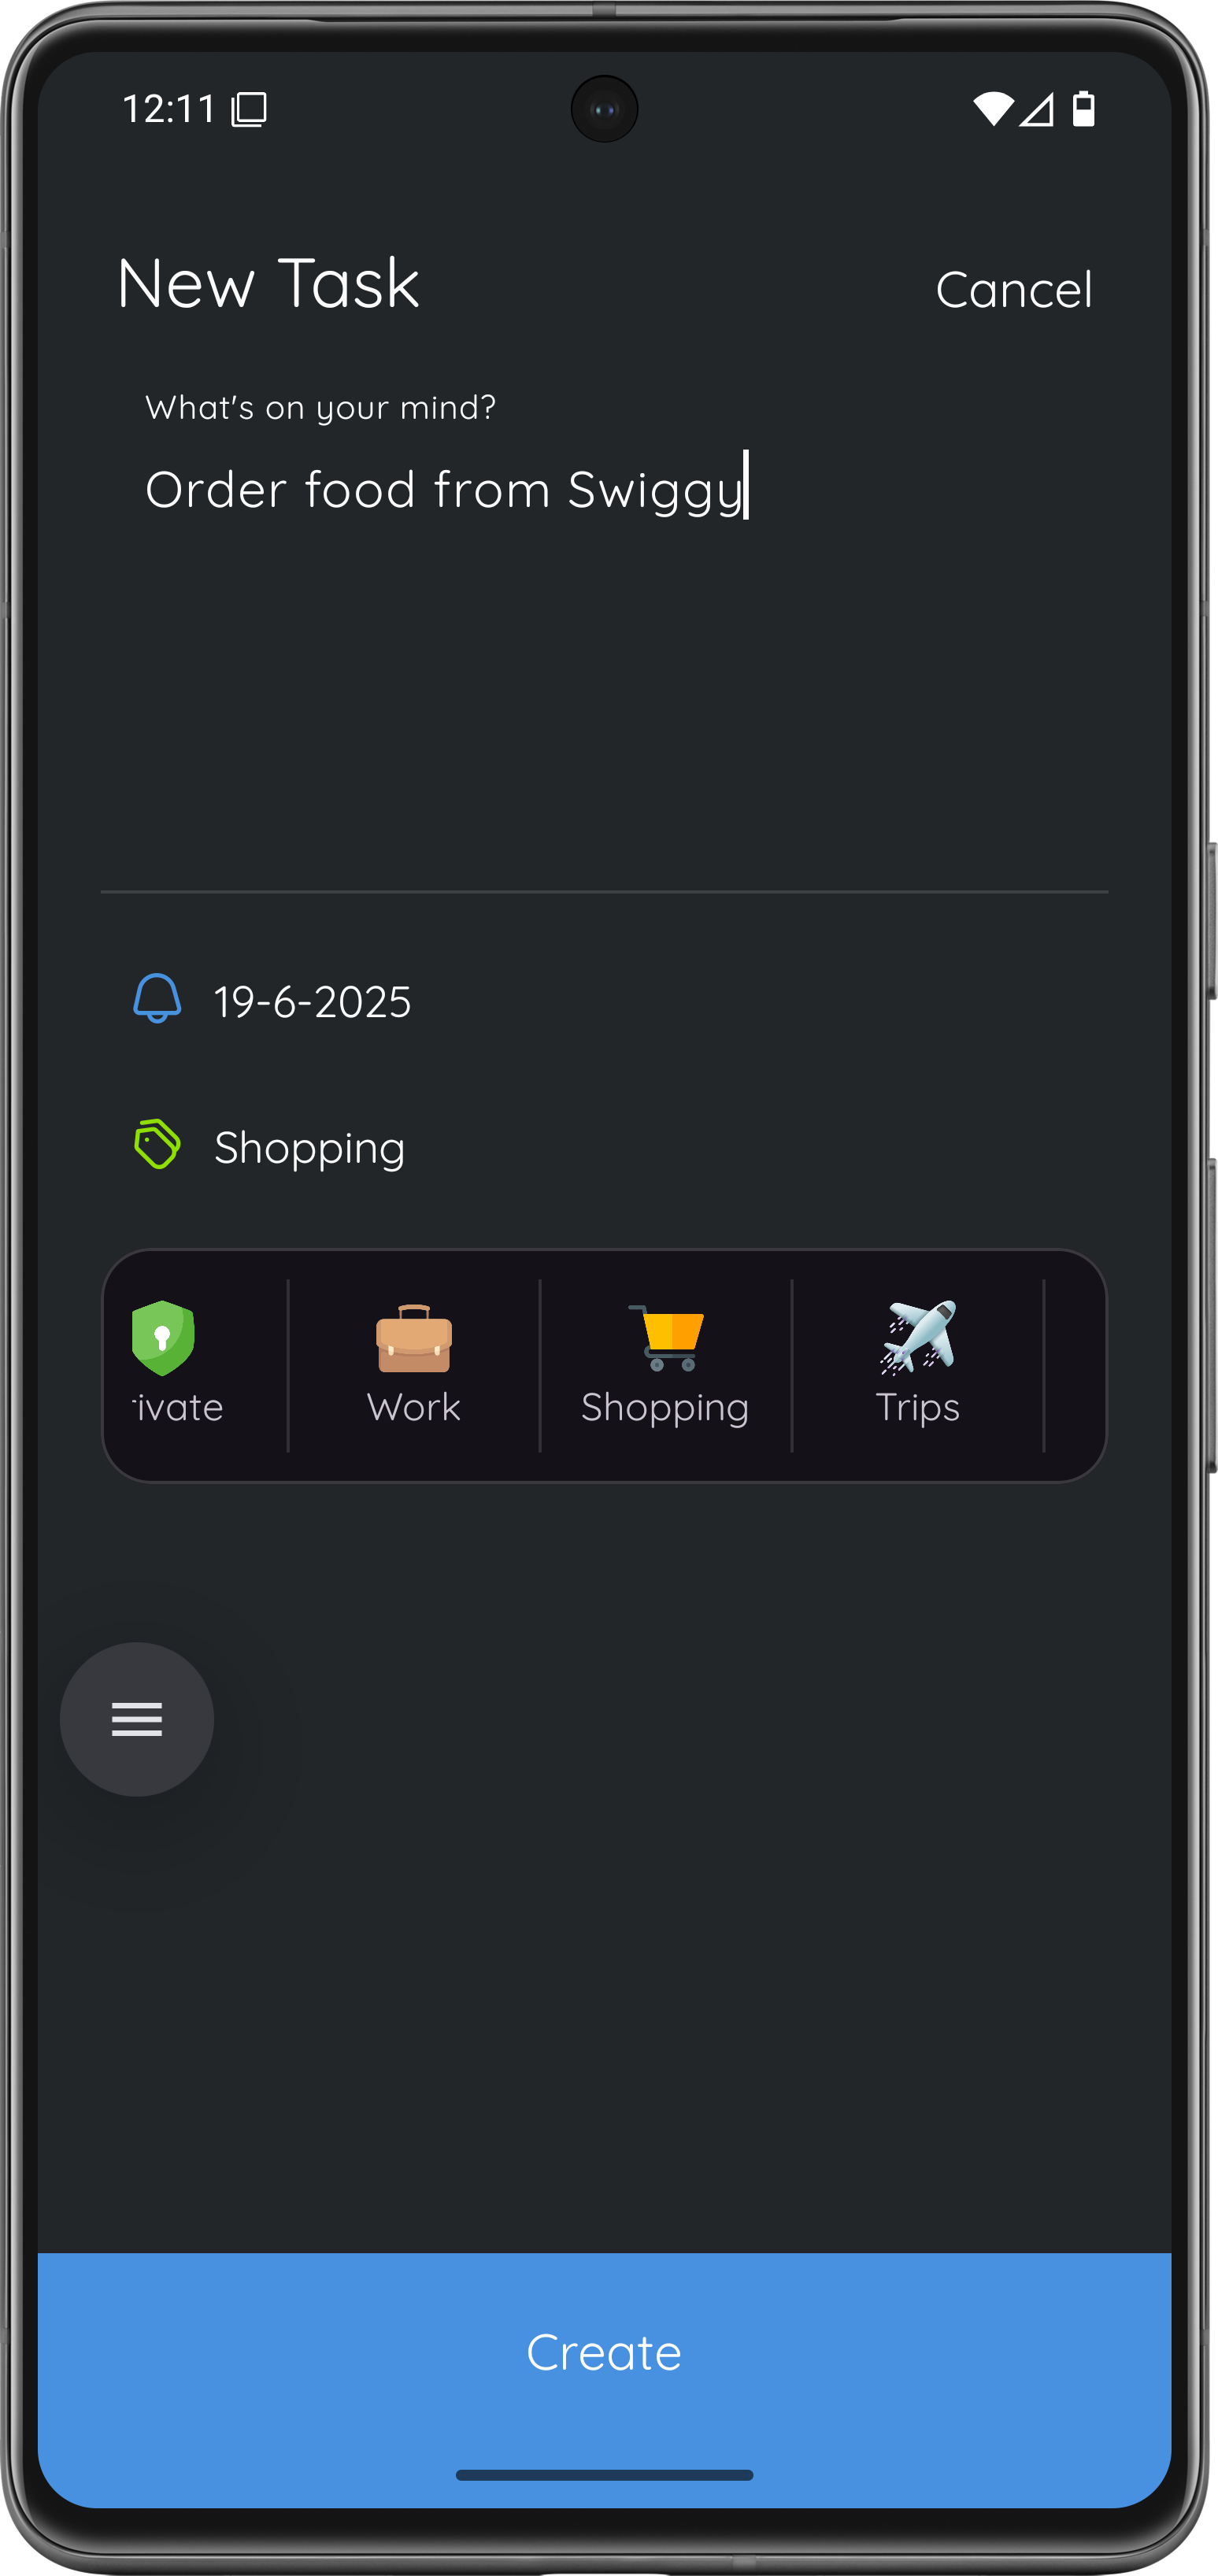 12:11
New Task
Cancel
What's on your mind?
Order food from Swiggy
19-6-2025
Shopping
ivate
Work
Shopping
Trips
Create